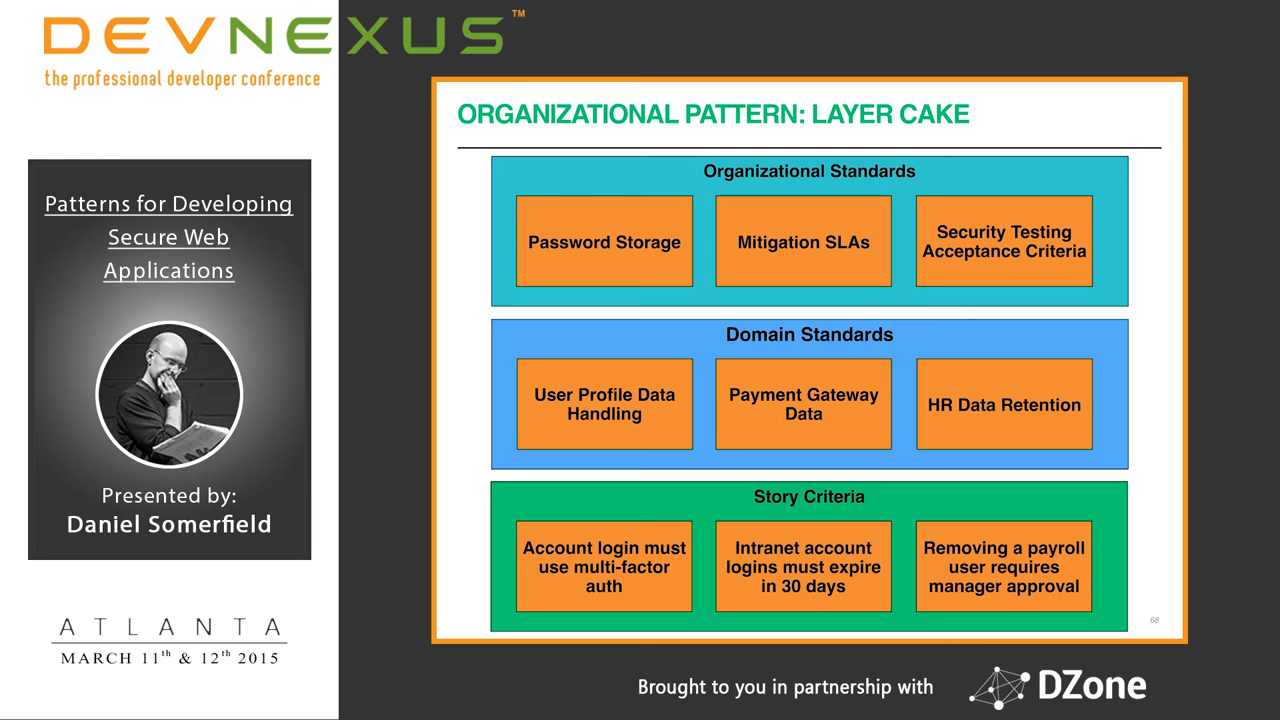 DEVNEXUS™
the professional developer conference
Patterns for Developing
Secure Web
Applications
Presented by:
Daniel Somerfield
ATLANTA
MARCH 11th & 12th 2015
ORGANIZATIONAL PATTERN: LAYER CAKE
Organizational Standards
Password Storage
Mitigation SLAs
Security Testing
Acceptance Criteria
Domain Standards
User Profile Data
Handling
Payment Gateway
Data
HR Data Retention
Story Criteria
Account login must
use multi-factor
auth
Intranet account
logins must expire
in 30 days
Removing a payroll
user requires
manager approval
68
Brought to you in partnership with
DZone